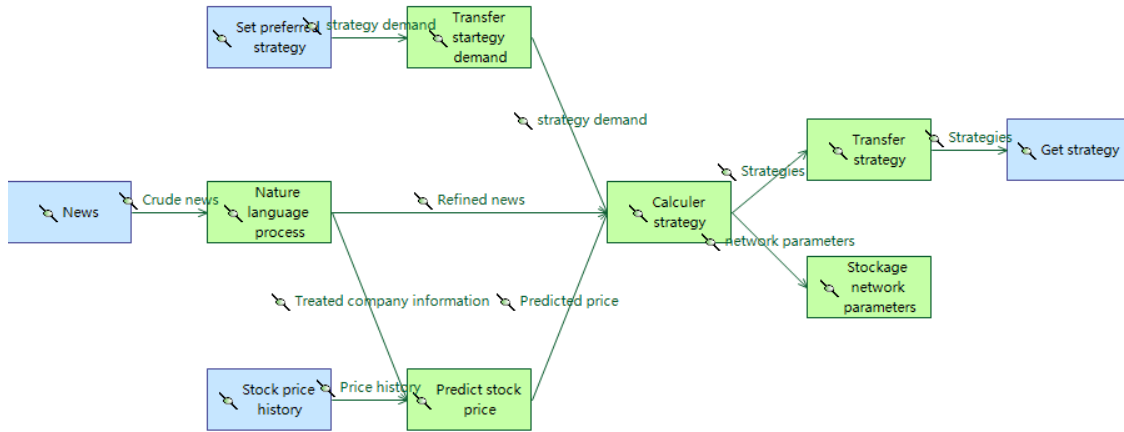 Set preferred
strategy
strategy demand
Transfer
startegy
demand
strategy demand
Transfer
strategy
Strategies
Get strategy
Strategies
News
Crude news
Nature
language
process
Refined news
Calculer
strategy
network parameters
Stockage
network
parameters
Treated company information
Predicted price
Stock price
history
Price history
Predict stock
price